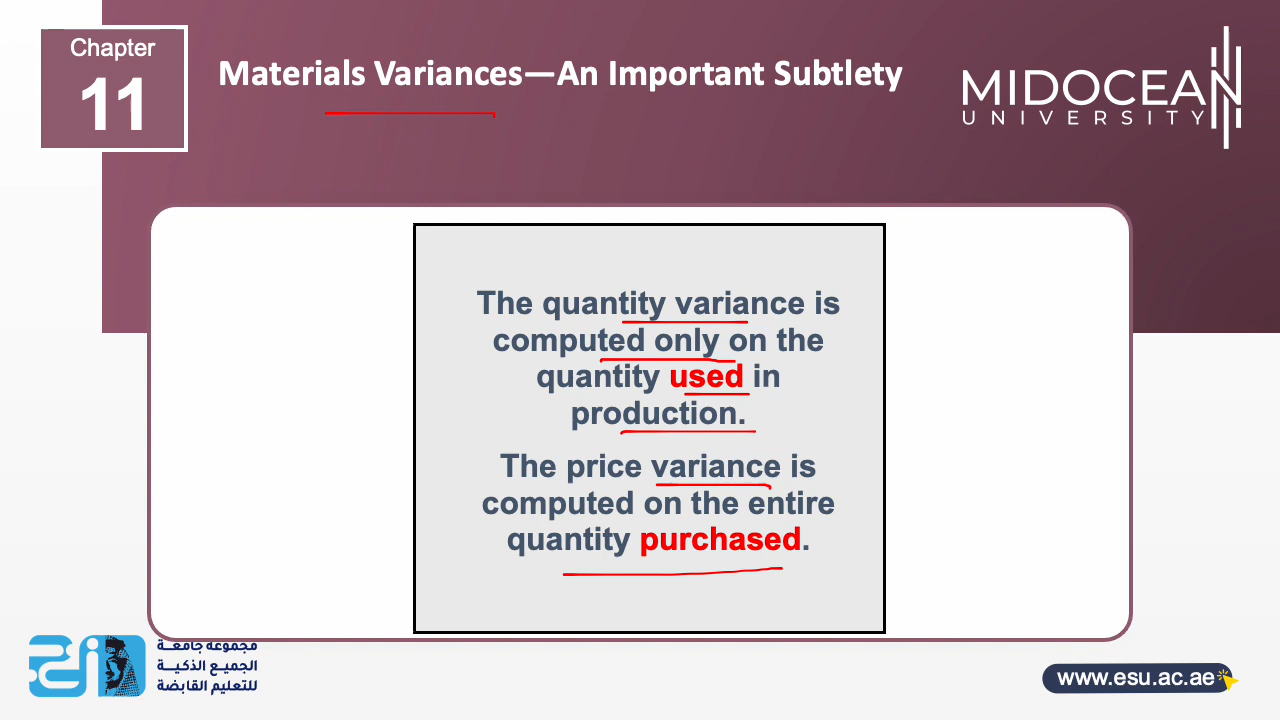 Chapter
11
Materials Variances—An Important Subtlety
MIDOCEAN
UNIVERSITY
The quantity variance is
computed only on the
quantity used in
production.
The price variance is
computed on the entire
quantity purchased.
مجموعة جامعة
الجميع الذكية
للتعليم القابضة
www.esu.ac.ae